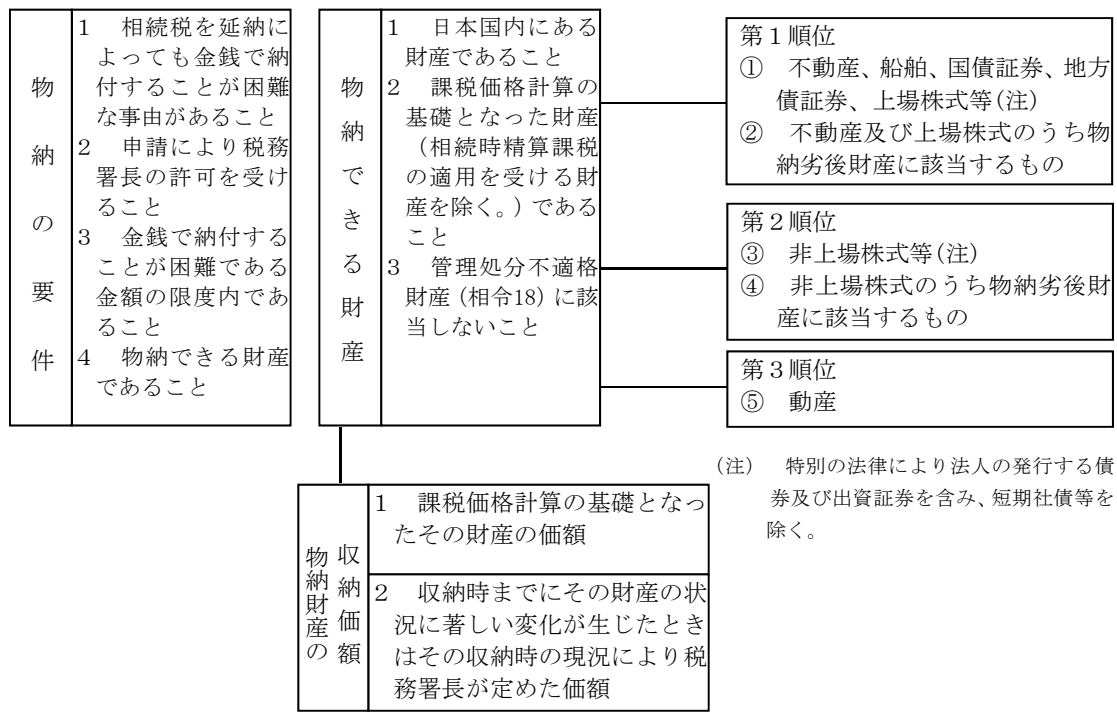 物納の要件
1 相続税を延納に
よっても金銭で納
付することが困難
な事由があること
2 申請により税務
署長の許可を受け
ること
3 金銭で納付する
ことが困難である
金額の限度内であ
ること
4 物納できる財産
であること
物納できる財産
1 日本国内にある
財産であること
2 課税価格計算の
基礎となった財産
(相続時精算課税
の適用を受ける財
産を除く。)である
こと
3 管理処分不適格
財産(相令18)に該
当しないこと
第1順位
① 不動産、船舶、国債証券、地方
債証券、上場株式等(注)
② 不動産及び上場株式のうち物
納劣後財産に該当するもの
第2順位
③ 非上場株式等(注)
④ 非上場株式のうち物納劣後財
産に該当するもの
第3順位
⑤ 動産
(注) 特別の法律により法人の発行する債
券及び出資証券を含み、短期社債等を
除く。
物納財産の
収納価額
1 課税価格計算の基礎となっ
たその財産の価額
2 収納時までにその財産の状
況に著しい変化が生じたとき
はその収納時の現況により税
務署長が定めた価額